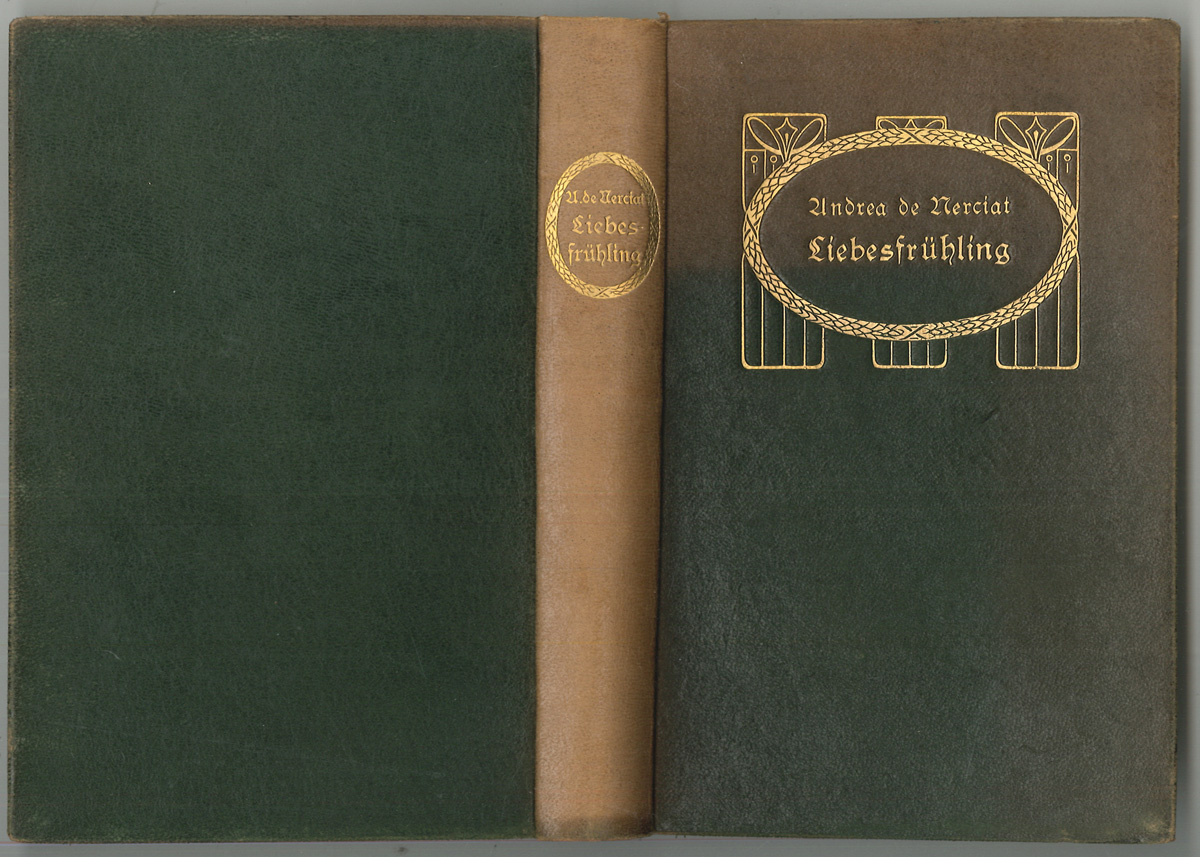 A. de Nerciat
Liebes-
frühling
Andrea de Nerciat
Liebesfrühling